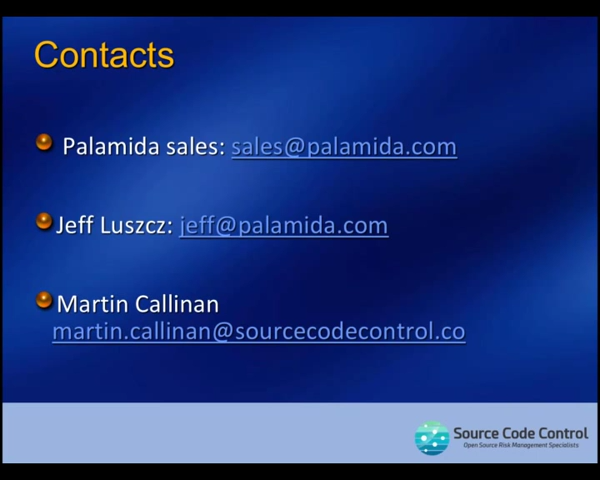 Contacts
Palamida sales: sales@palamida.com
Jeff Luszcz: jeff@palamida.com
Martin Callinan
martin.callinan@sourcecodecontrol.co
Source Code Control
Open Source Risk Management Specialists